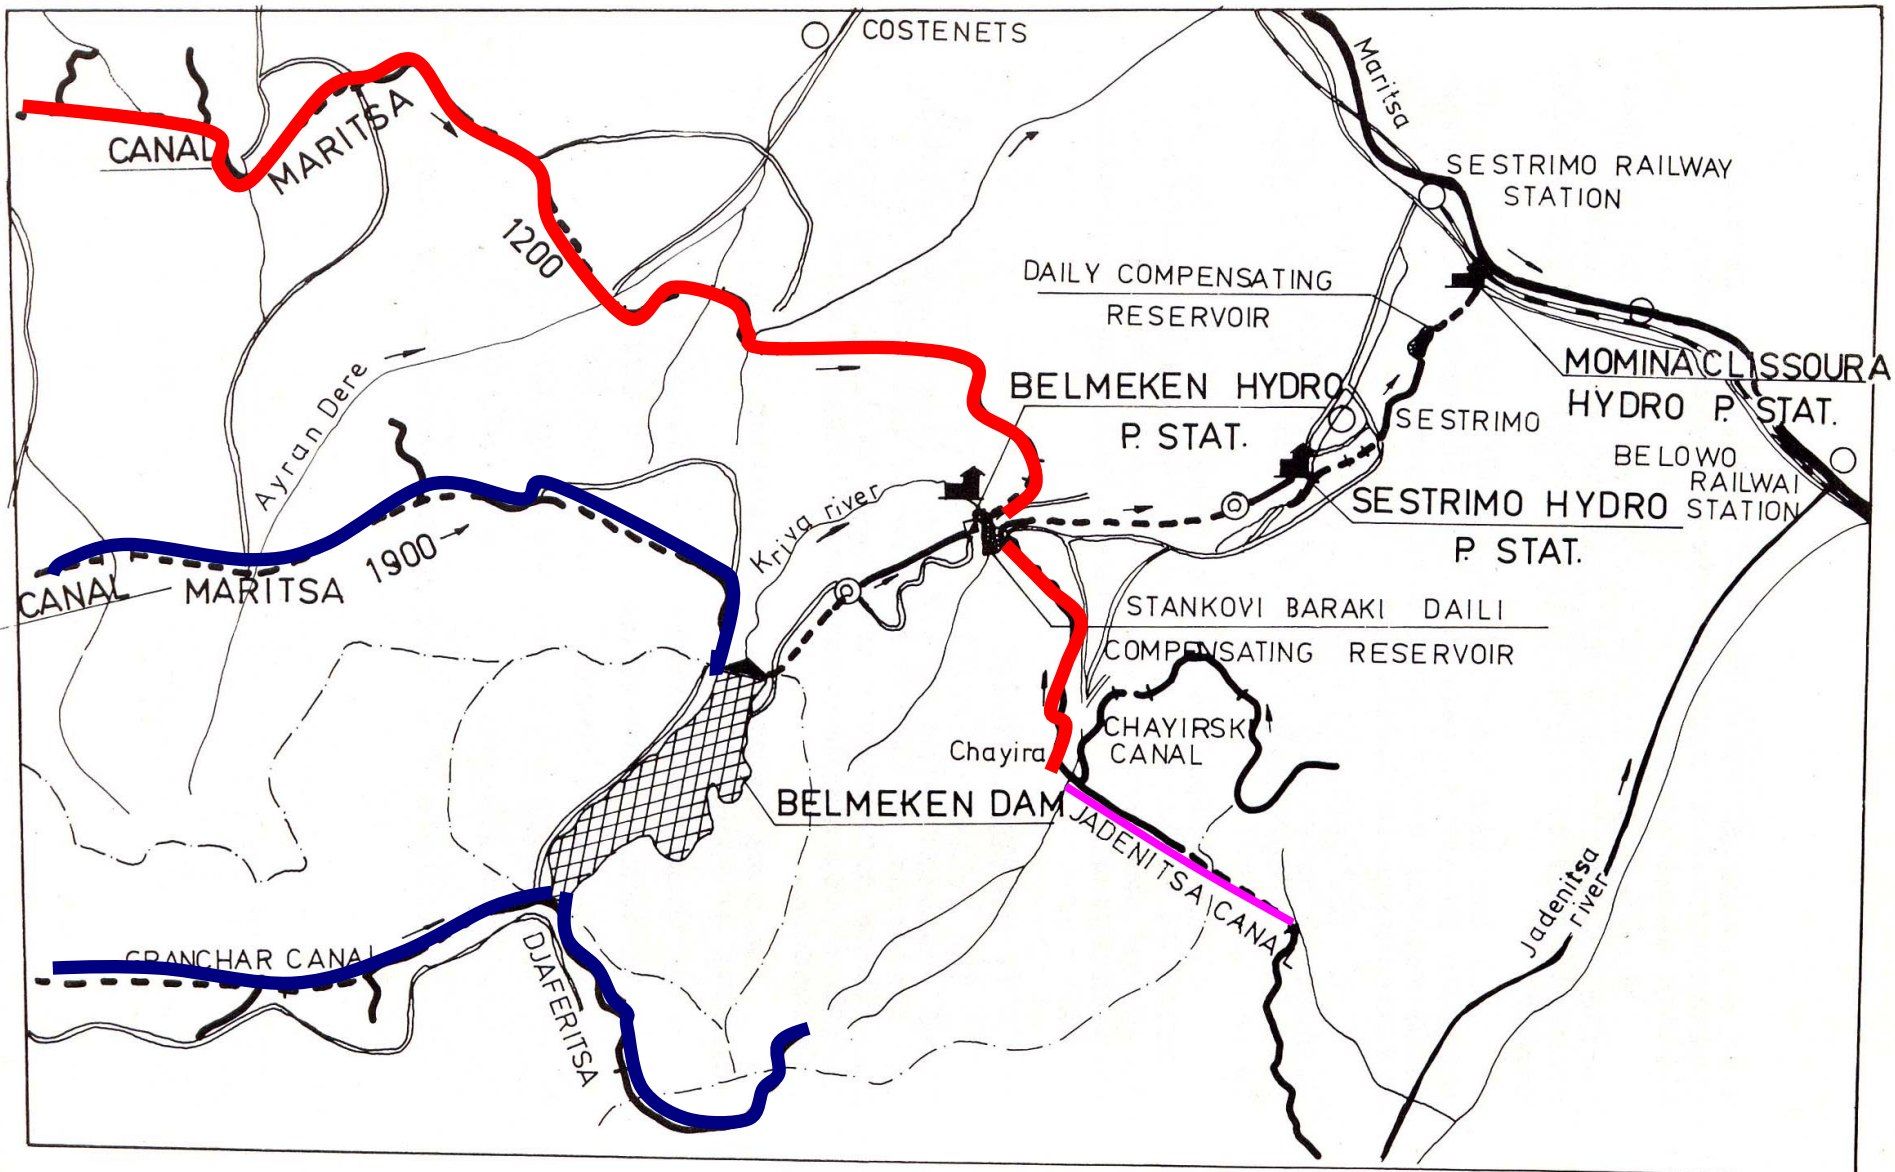 COSTENETS
Maritsa
CANAL MARITSA
1200
SESTRIMO RAILWAY
STATION
DAILY COMPENSATING
RESERVOIR
MOMINA CLISSOURA
HYDRO P. STAT.
BELMEKEN HYDRO
P. STAT.
SESTRIMO
BELOWO
RAILWAI
STATION
Ayran Dere
Kriva river
SESTRIMO HYDRO
P. STAT.
CANAL MARITSA 1900
STANKOVI BARAKI DAILI
COMPENSATING RESERVOIR
CHAYIRSKI
CANAL
Chayira
BELMEKEN DAM
JADENITSA CANAL
Jadenitsa
river
GRANCHAR CANAL
DJAFERITSA